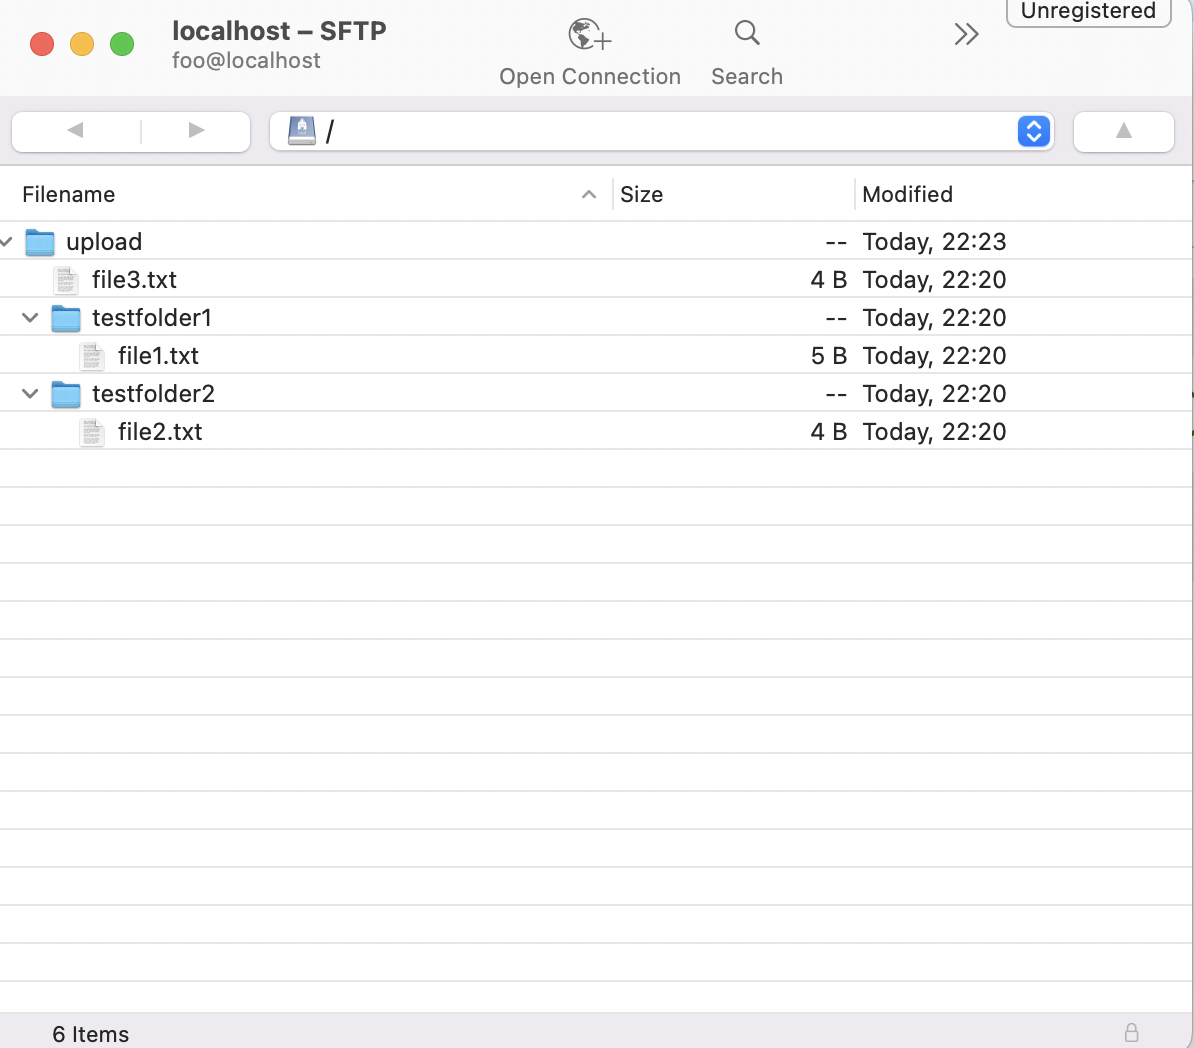 localhost – SFTP
foo@localhost
Open Connection
Search
Unregistered
/
Filename Size Modified
upload -- Today, 22:23
file3.txt 4 B Today, 22:20
testfolder1 -- Today, 22:20
file1.txt 5 B Today, 22:20
testfolder2 -- Today, 22:20
file2.txt 4 B Today, 22:20
6 Items